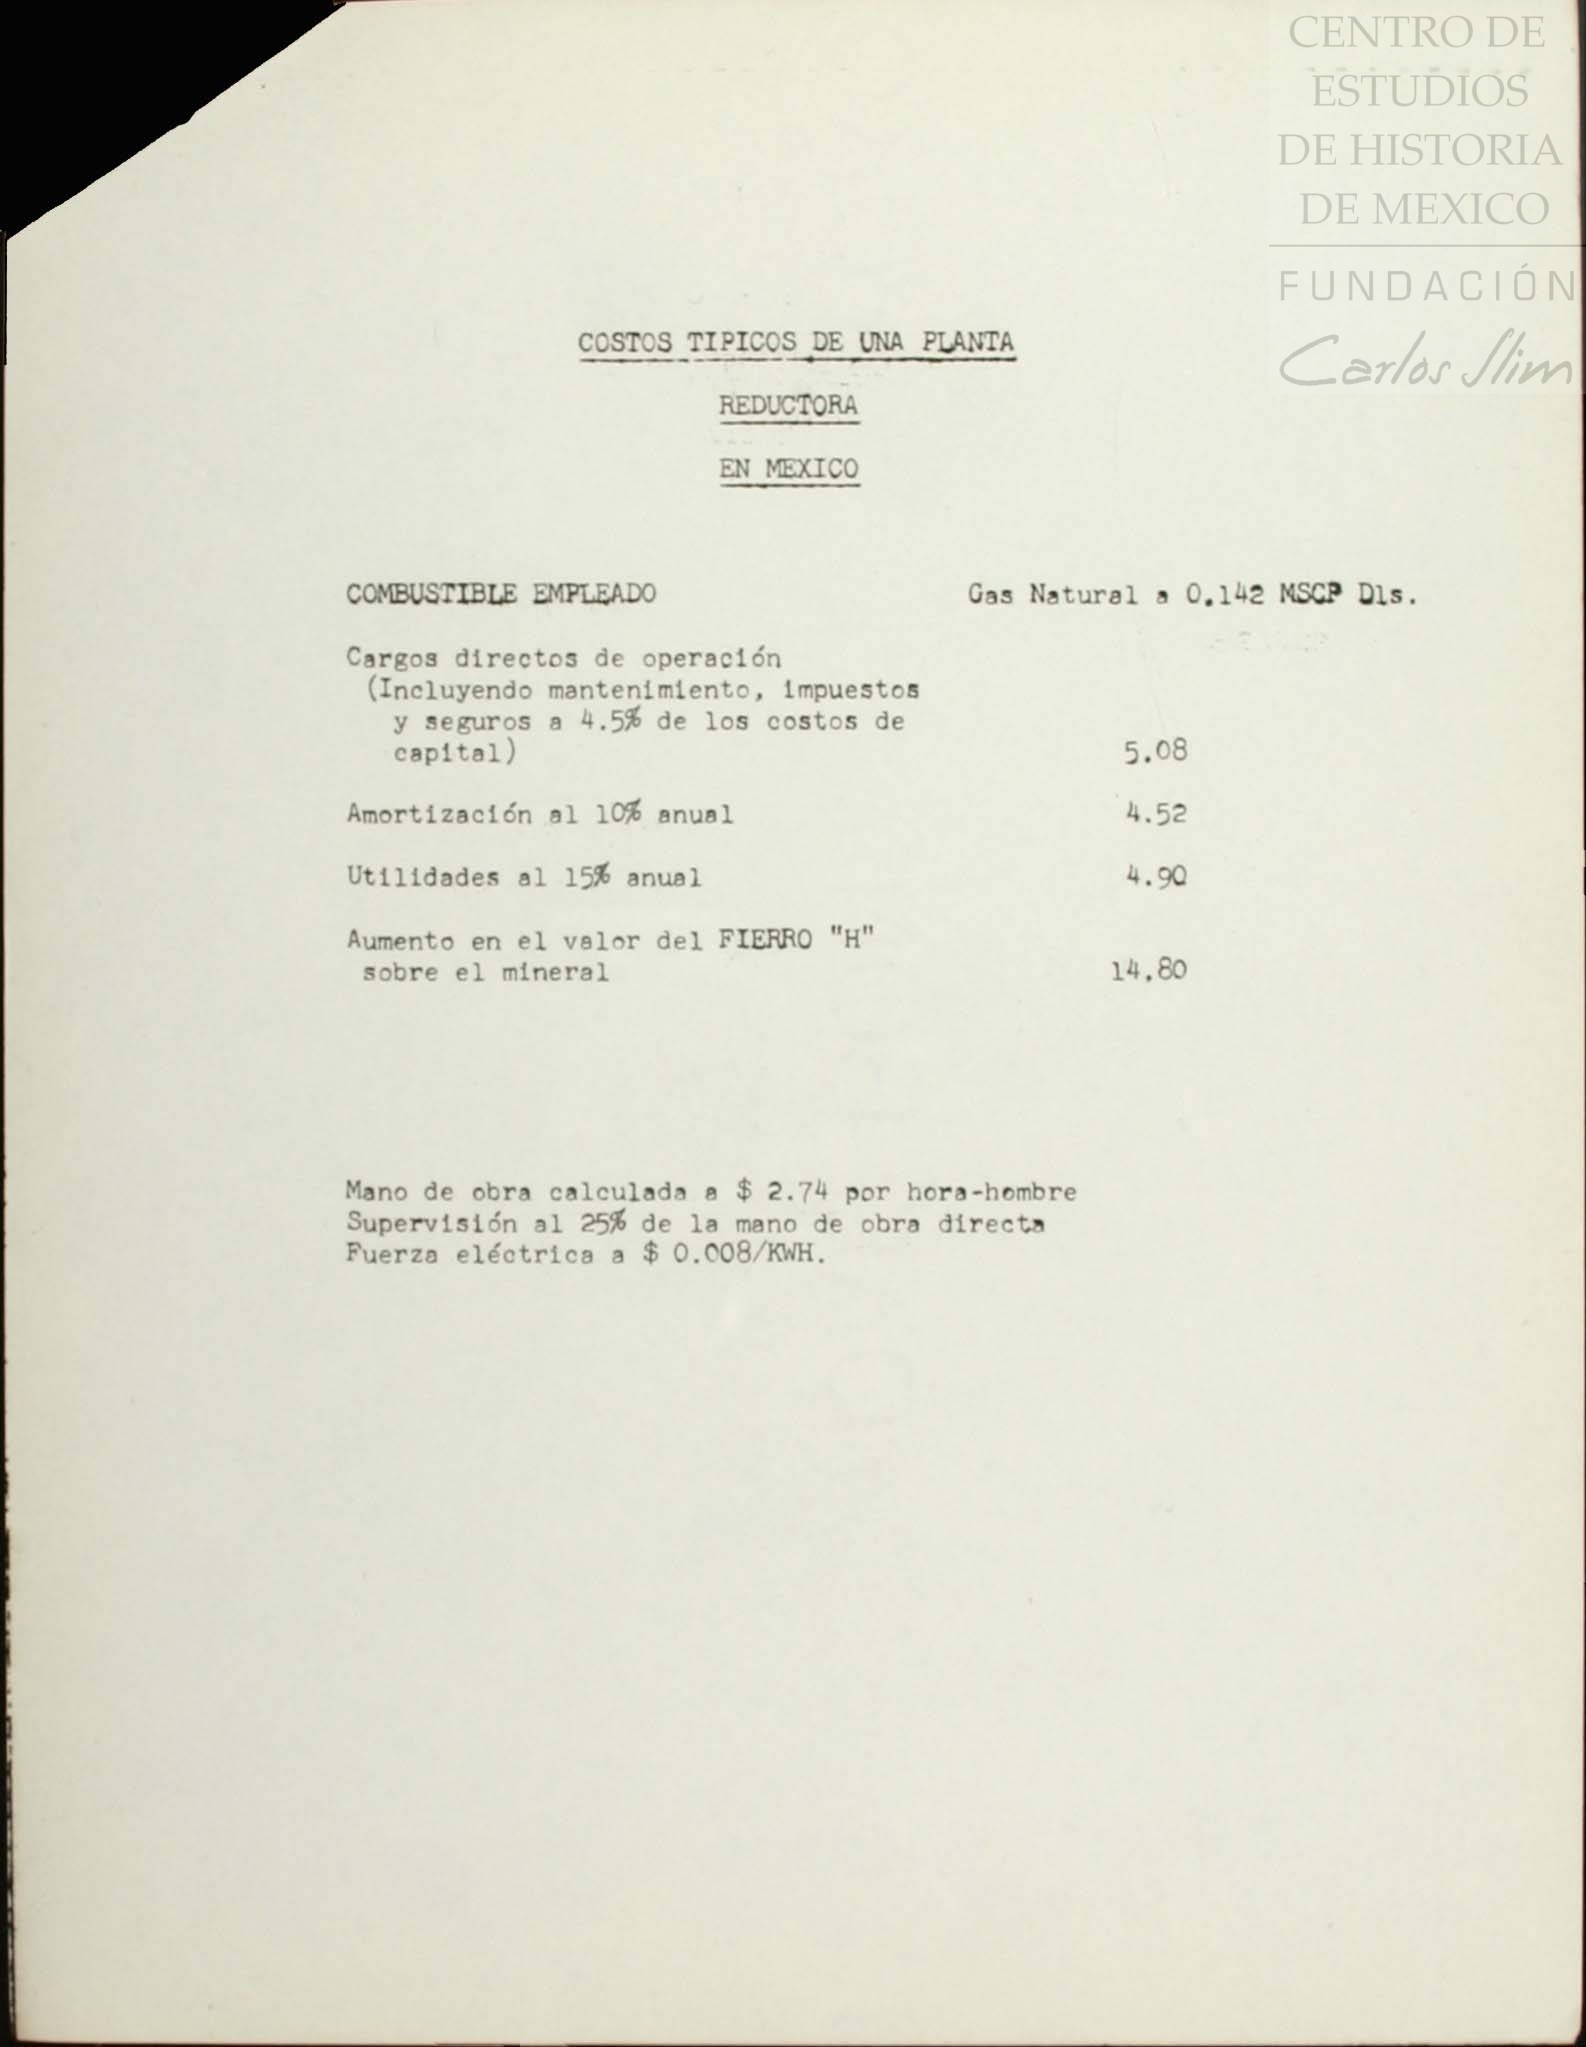 CENTRO DE
ESTUDIOS
DE HISTORIA
DE MEXICO
FUNDACIÓN
Carlos Slim
COSTOS TIPICOS DE UNA PLANTA
REDUCTORA
EN MEXICO
COMBUSTIBLE EMPLEADO Gas Natural a 0.142 MSCP Dls.
Cargos directos de operación
(Incluyendo mantenimiento, impuestos
y seguros a 4.5% de los costos de
capital) 5.08
Amortización al 10% anual 4.52
Utilidades al 15% anual 4.90
Aumento en el valor del FIERRO "H"
sobre el mineral 14.80
Mano de obra calculada a $ 2.74 por hora-hombre
Supervisión al 25% de la mano de obra directa
Fuerza eléctrica a $ 0.008/KWH.